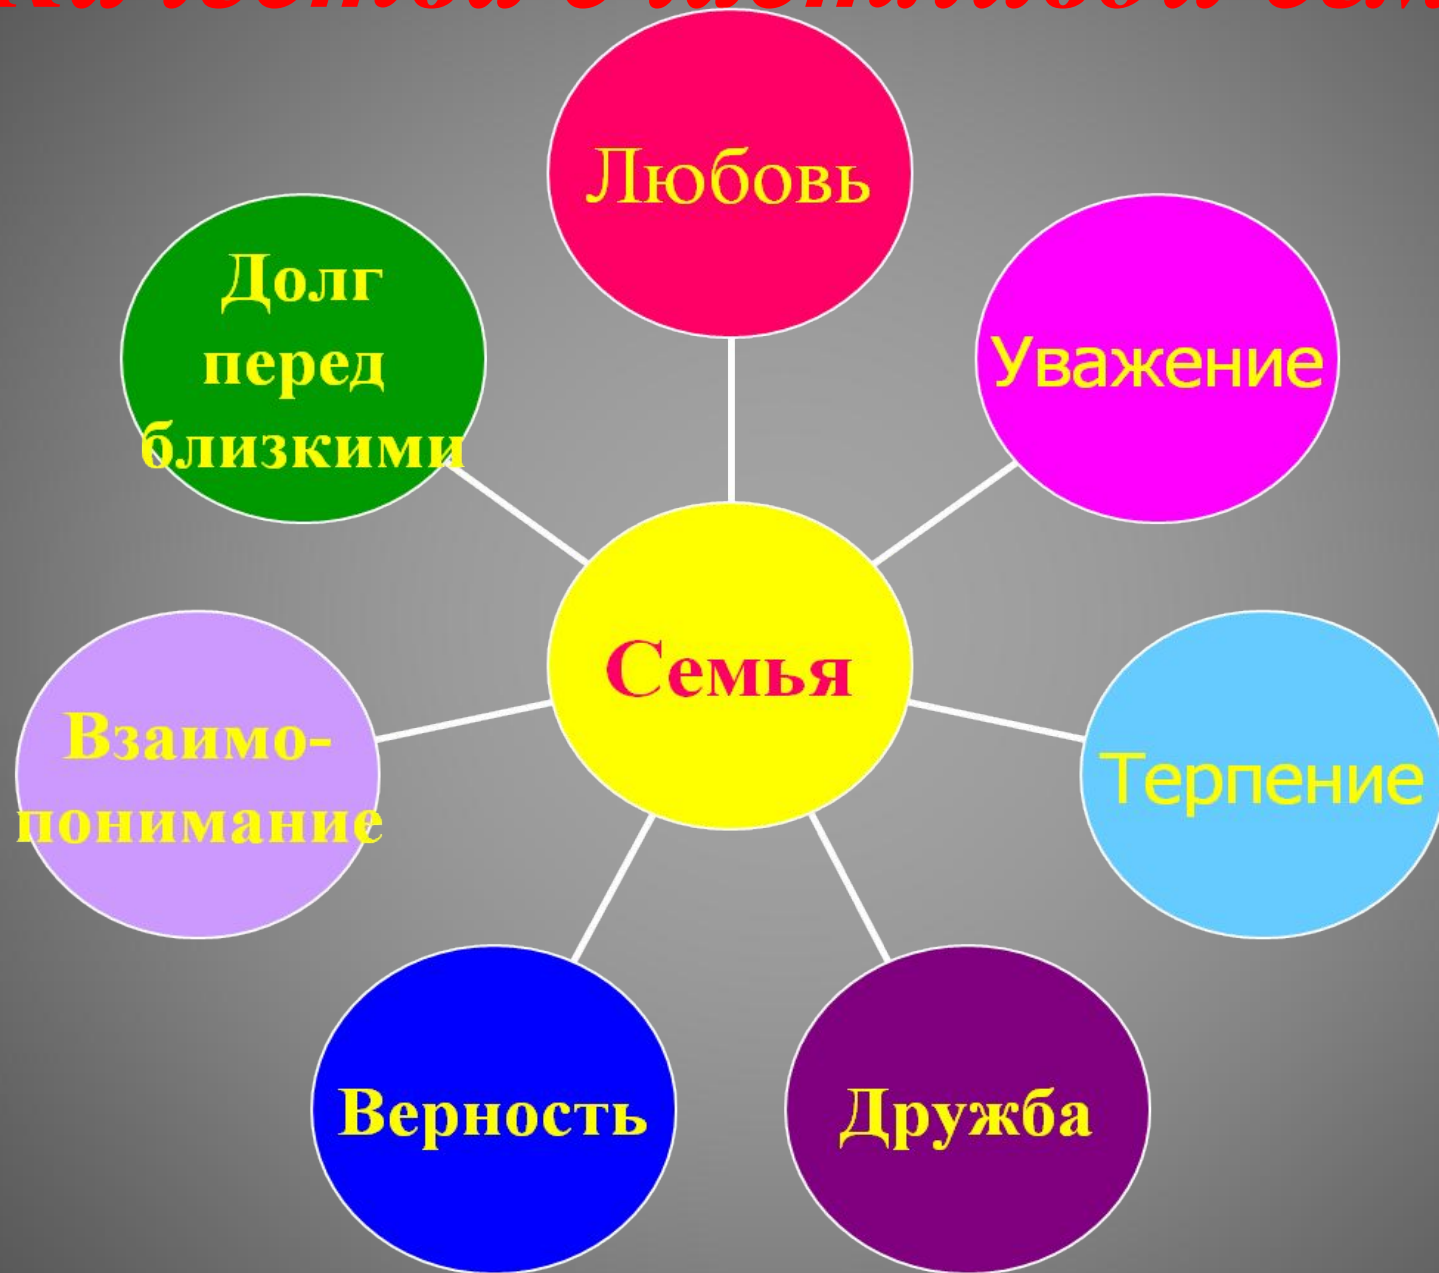 Любовь
Уважение
Терпение
Дружба
Верность
Взаимо-
понимание
Долг
перед
близкими
Семья